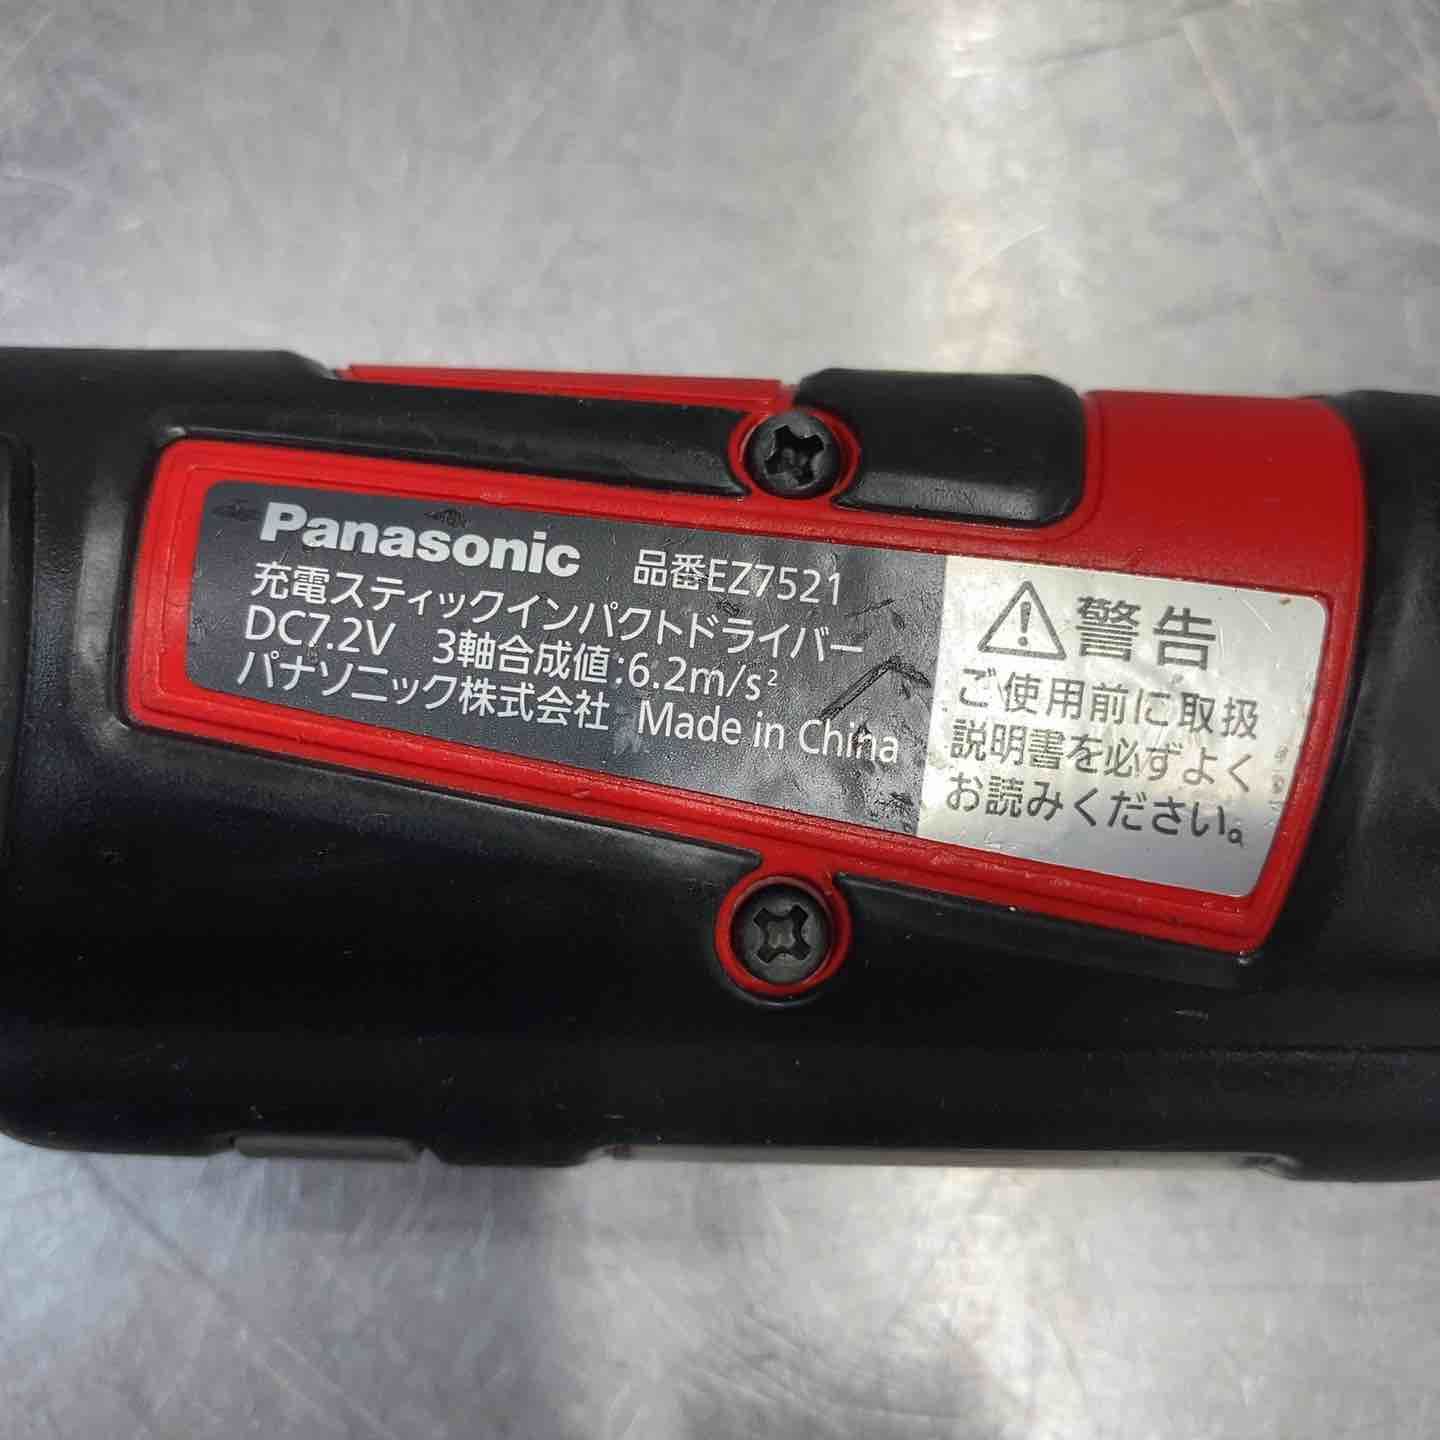 Panasonic 品番EZ7521
充電スティックインパクトドライバー
DC7.2V 3軸合成値:6.2m/s²
パナソニック株式会社 Made in China
⚠警告
ご使用前に取扱
説明書を必ずよく
お読みください。